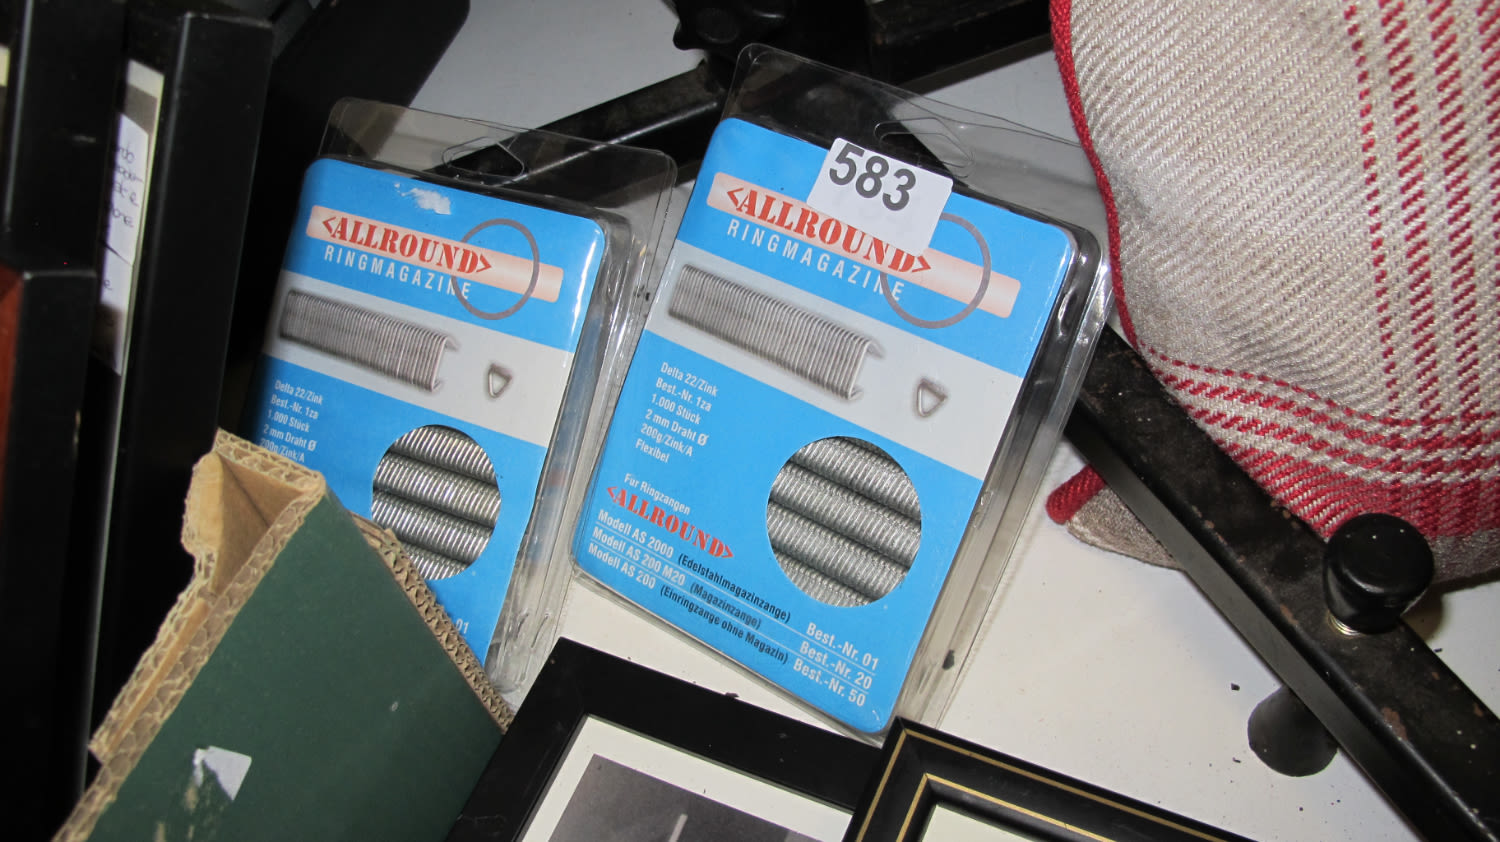 <ALLROUND>
RINGMAGAZINE
Delta 22/Zink
Best.-Nr. 1za
1.000 Stück
2 mm Draht Ø
200g/Zink/A
01
583
<ALLROUND>
RINGMAGAZINE
Delta 22/Zink
Best.-Nr. 1za
1.000 Stück
2 mm Draht Ø
200g/Zink/A
Flexibel
Für Ringzangen
<ALLROUND>
Modell AS 2000 (Edelstahlmagazinzange) Best.-Nr. 01
Modell AS 200 M20 (Magazinzange) Best.-Nr. 20
Modell AS 200 (Einringzange ohne Magazin) Best.-Nr. 50